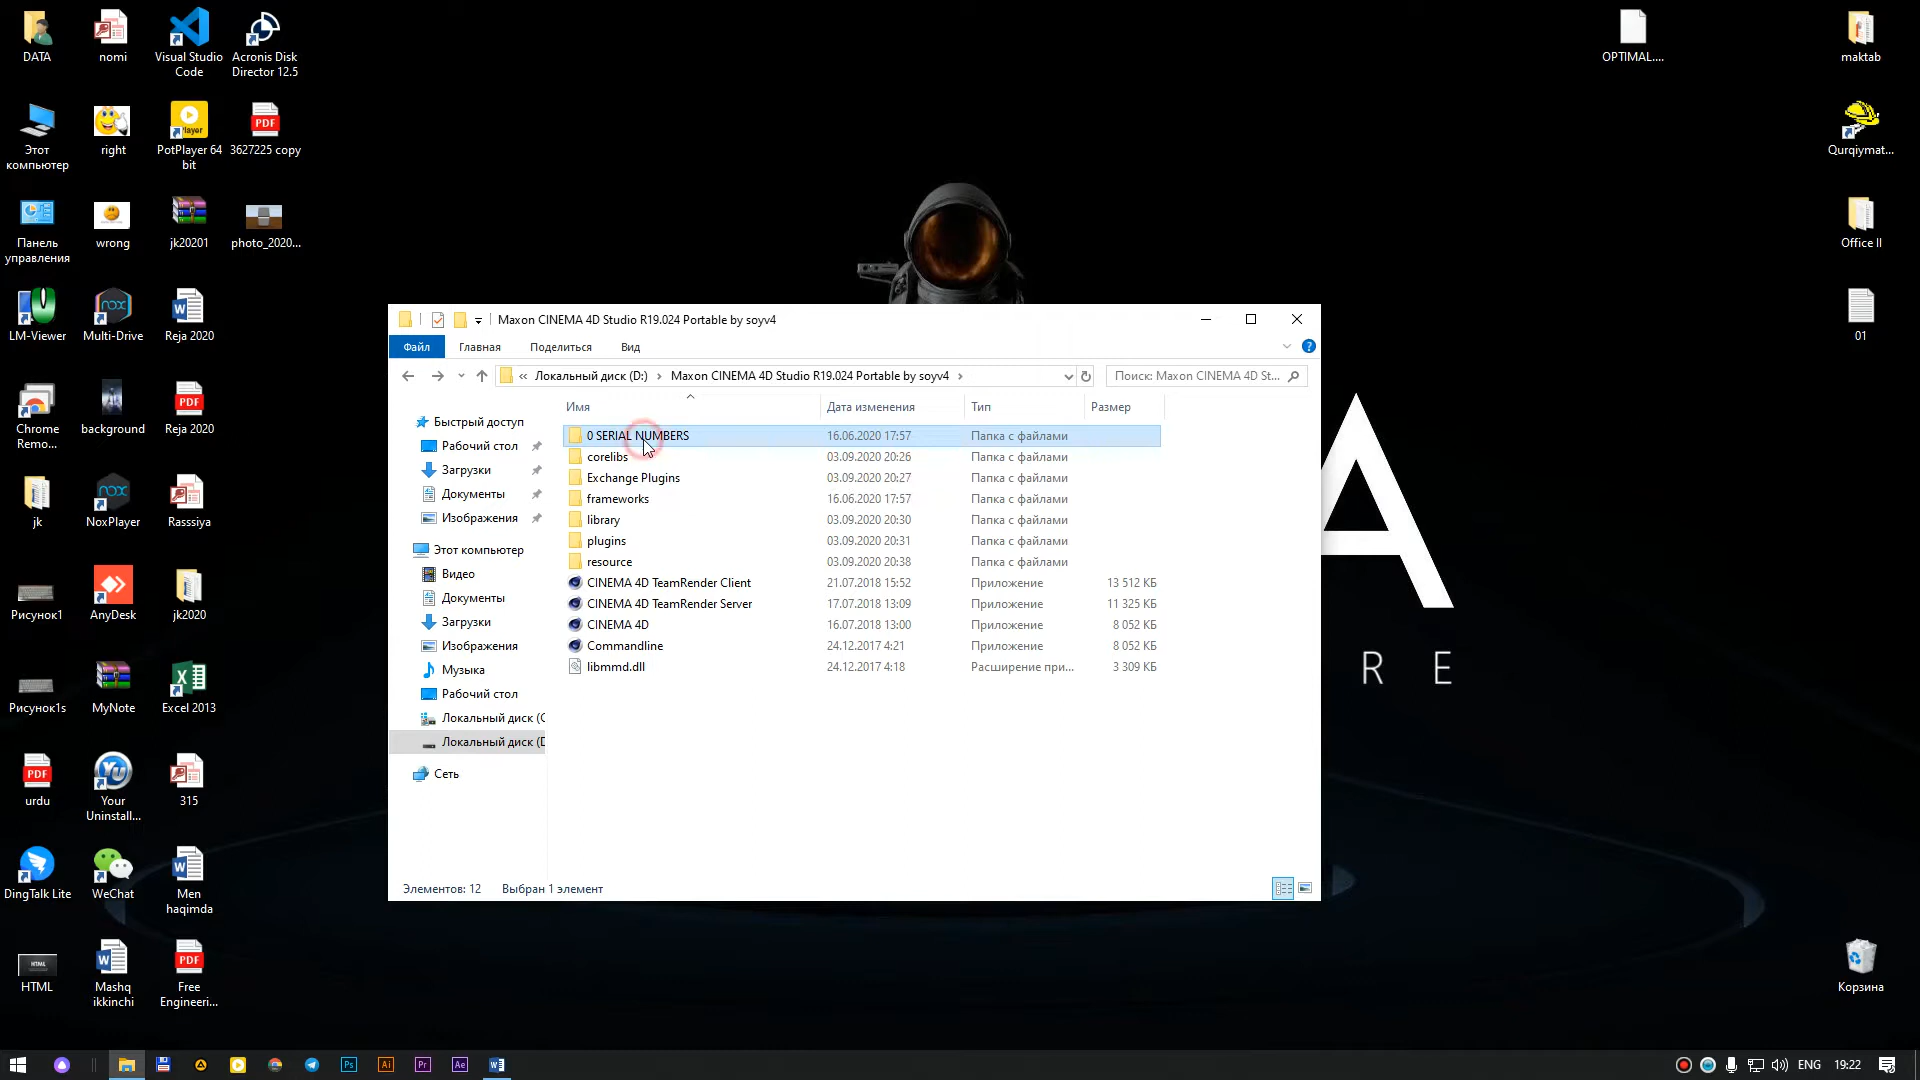 DATA
nomi
Visual Studio
Code
Acronis Disk
Director 12.5
OPTIMAL....
maktab
Этот
компьютер
right
Player
PotPlayer 64
bit
PDF
3627225 copy
Qurqiymat...
Панель
управления
wrong
jk20201
photo_2020...
Office II
LM-Viewer
nox
Multi-Drive
Reja 2020
01
Chrome
Remo...
background
PDF
Reja 2020
jk
nox
NoxPlayer
Rasssiya
Рисунок1
AnyDesk
jk2020
Рисунок1s
MyNote
Excel 2013
PDF
urdu
Your
Uninstall...
315
DingTalk Lite
WeChat
Men
haqimda
HTML
HTML
Mashq
ikkinchi
PDF
Free
Engineeri...
Корзина
Maxon CINEMA 4D Studio R19.024 Portable by soyv4
Файл
Главная
Поделиться
Вид
« Локальный диск (D:) › Maxon CINEMA 4D Studio R19.024 Portable by soyv4 ›
Поиск: Maxon CINEMA 4D St...
Имя
Дата изменения
Тип
Размер
Быстрый доступ
Рабочий стол
Загрузки
Документы
Изображения
Этот компьютер
Видео
Документы
Загрузки
Изображения
Музыка
Рабочий стол
Локальный диск (C
Локальный диск (D
Сеть
0 SERIAL NUMBERS 16.06.2020 17:57 Папка с файлами
corelibs 03.09.2020 20:26 Папка с файлами
Exchange Plugins 03.09.2020 20:27 Папка с файлами
frameworks 16.06.2020 17:57 Папка с файлами
library 03.09.2020 20:30 Папка с файлами
plugins 03.09.2020 20:31 Папка с файлами
resource 03.09.2020 20:38 Папка с файлами
CINEMA 4D TeamRender Client 21.07.2018 15:52 Приложение 13 512 КБ
CINEMA 4D TeamRender Server 17.07.2018 13:09 Приложение 11 325 КБ
CINEMA 4D 16.07.2018 13:00 Приложение 8 052 КБ
Commandline 24.12.2017 4:21 Приложение 8 052 КБ
libmmd.dll 24.12.2017 4:18 Расширение при... 3 309 КБ
Элементов: 12
Выбран 1 элемент
A
R E
Ps
Ai
Pr
Ae
ENG
19:22